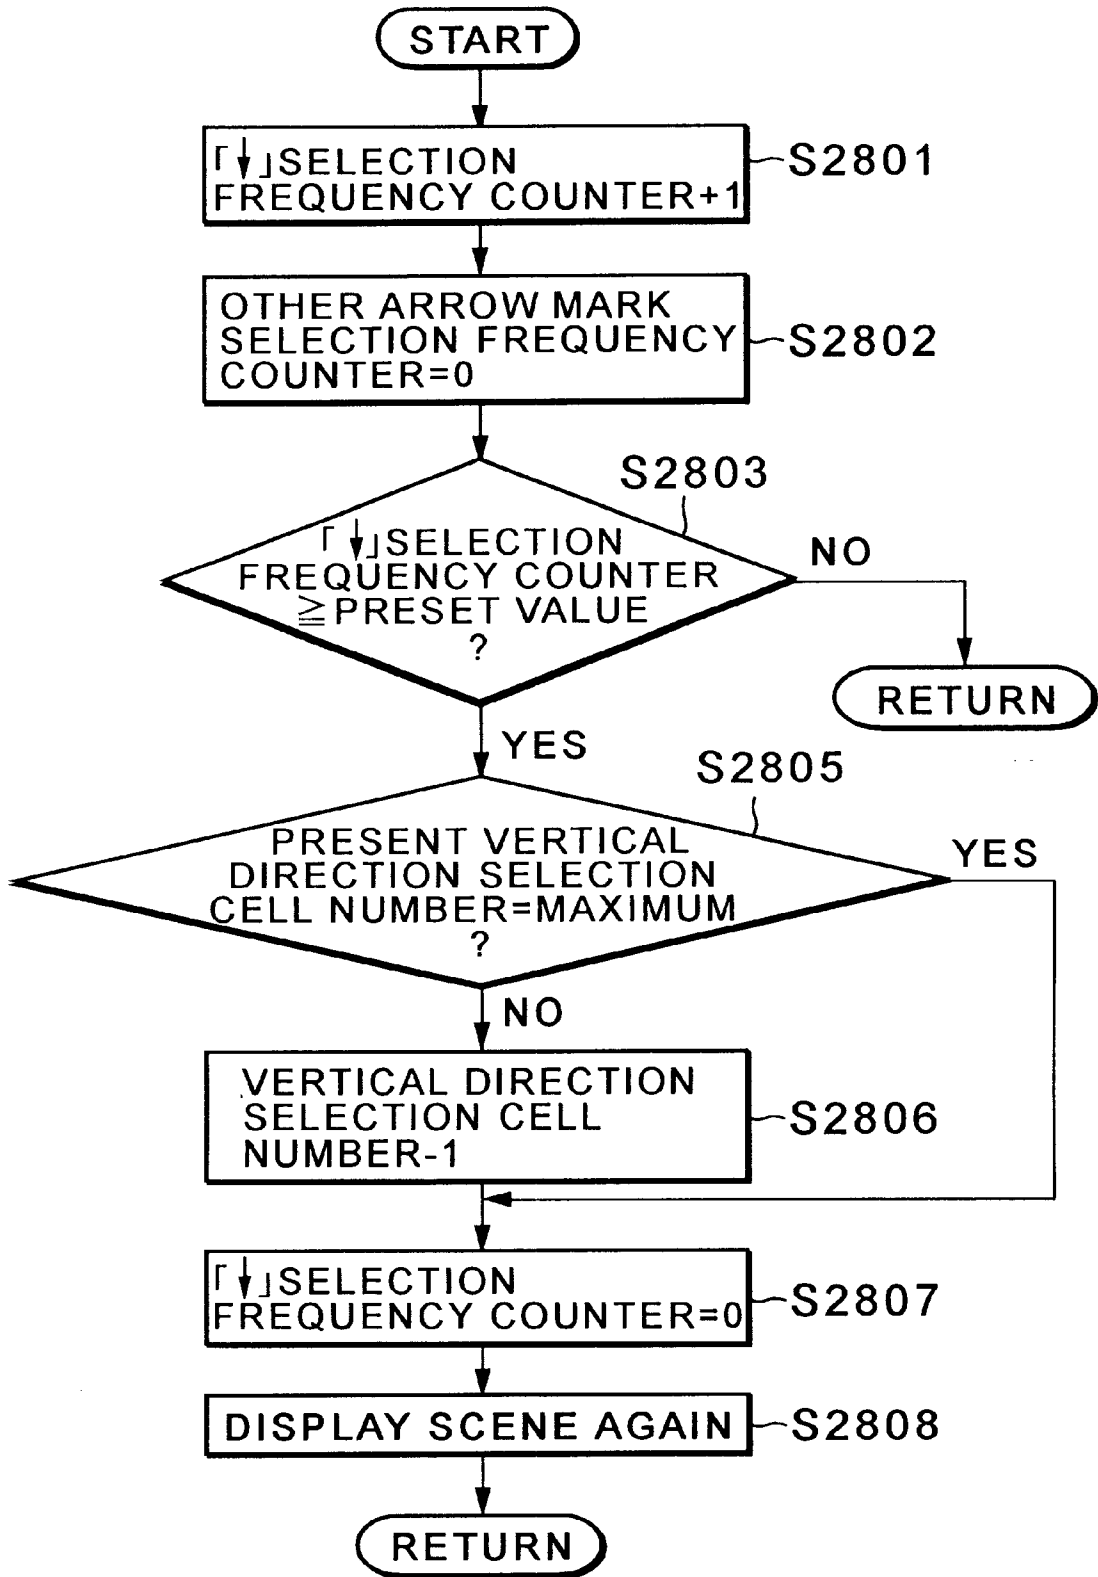 START
「↓」SELECTION
FREQUENCY COUNTER+1
S2801
OTHER ARROW MARK
SELECTION FREQUENCY
COUNTER=0
S2802
S2803
「↓」SELECTION
FREQUENCY COUNTER
≧PRESET VALUE
?
NO
RETURN
YES
S2805
PRESENT VERTICAL
DIRECTION SELECTION
CELL NUMBER=MAXIMUM
?
YES
NO
VERTICAL DIRECTION
SELECTION CELL
NUMBER-1
S2806
「↓」SELECTION
FREQUENCY COUNTER=0
S2807
DISPLAY SCENE AGAIN
S2808
RETURN